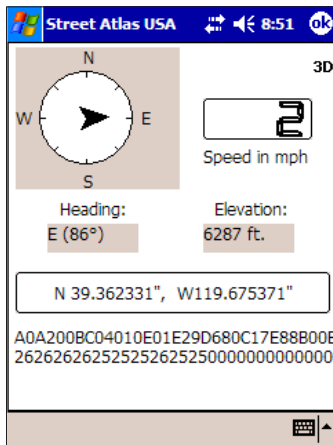 Street Atlas USA 8:51 ok
N
3D
W E
2
S
Speed in mph
Heading: Elevation:
E (86°) 6287 ft.
N 39.362331", W119.675371"
A0A200BC04010E01E29D680C17E88B00E
262626262525252625250000000000000